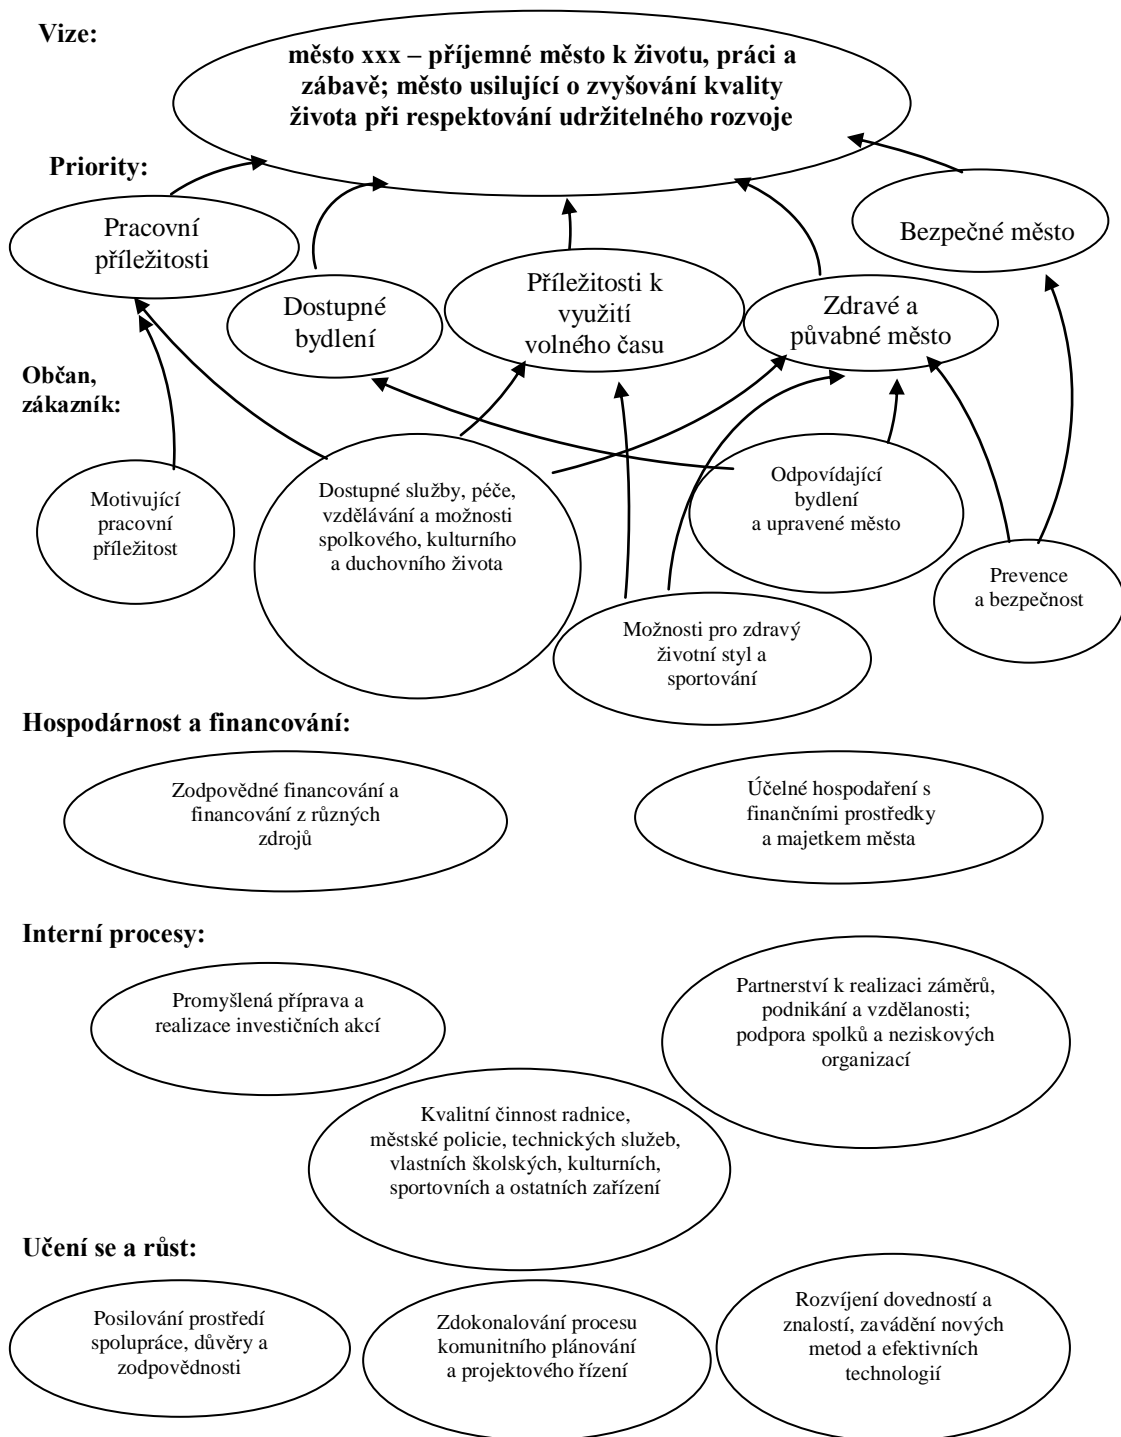 Vize:
město xxx – příjemné město k životu, práci a
zábavě; město usilující o zvyšování kvality
života při respektování udržitelného rozvoje
Priority:
Pracovní
příležitosti
Dostupné
bydlení
Příležitosti k
využití
volného času
Zdravé a
půvabné město
Bezpečné město
Občan,
zákazník:
Motivující
pracovní
příležitost
Dostupné služby, péče,
vzdělávání a možnosti
spolkového, kulturního
a duchovního života
Možnosti pro zdravý
životní styl a
sportování
Odpovídající
bydlení
a upravené město
Prevence
a bezpečnost
Hospodárnost a financování:
Zodpovědné financování a
financování z různých
zdrojů
Účelné hospodaření s
finančními prostředky
a majetkem města
Interní procesy:
Promyšlená příprava a
realizace investičních akcí
Partnerství k realizaci záměrů,
podnikání a vzdělanosti;
podpora spolků a neziskových
organizací
Kvalitní činnost radnice,
městské policie, technických služeb,
vlastních školských, kulturních,
sportovních a ostatních zařízení
Učení se a růst:
Posilování prostředí
spolupráce, důvěry a
zodpovědnosti
Zdokonalování procesu
komunitního plánování
a projektového řízení
Rozvíjení dovedností a
znalostí, zavádění nových
metod a efektivních
technologií